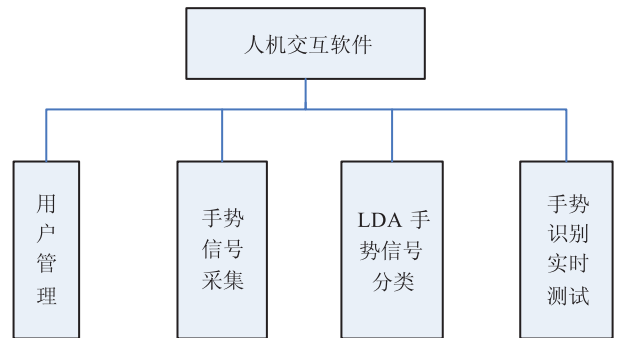 人机交互软件
用
户
管
理
手势
信号
采集
LDA 手
势信号
分类
手势
识别
实时
测试